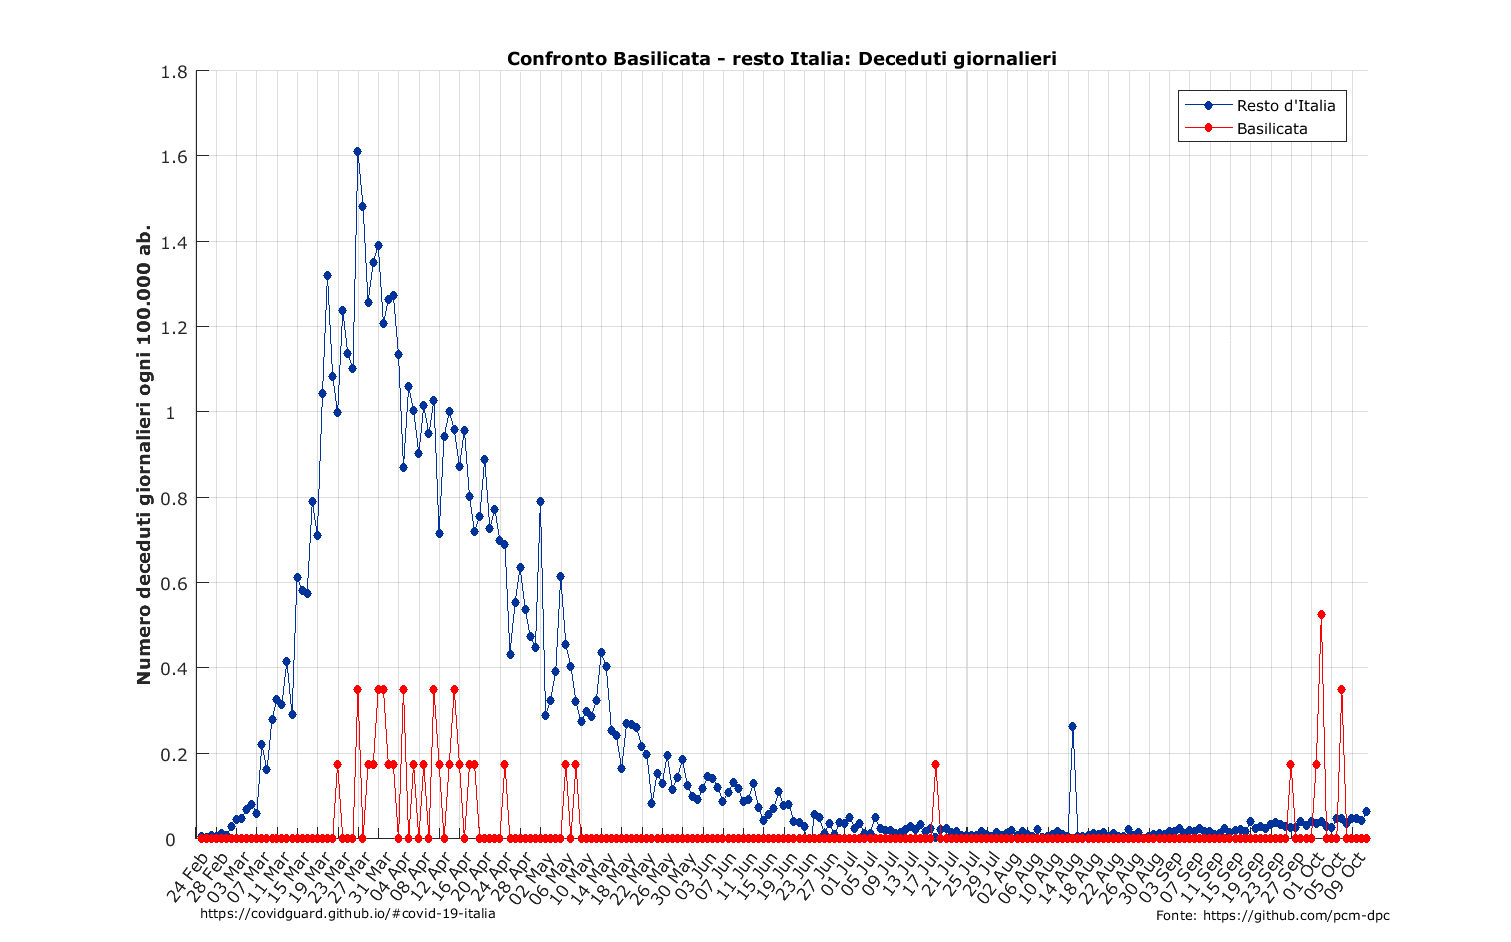 Confronto Basilicata - resto Italia: Deceduti giornalieri
Numero deceduti giornalieri ogni 100.000 ab.
1.8
1.6
1.4
1.2
1
0.8
0.6
0.4
0.2
0
Resto d'Italia
Basilicata
24 Feb
28 Feb
03 Mar
07 Mar
11 Mar
15 Mar
19 Mar
23 Mar
27 Mar
31 Mar
04 Apr
08 Apr
12 Apr
16 Apr
20 Apr
24 Apr
28 Apr
02 May
06 May
10 May
14 May
18 May
22 May
26 May
30 May
03 Jun
07 Jun
11 Jun
15 Jun
19 Jun
23 Jun
27 Jun
01 Jul
05 Jul
09 Jul
13 Jul
17 Jul
21 Jul
25 Jul
29 Jul
02 Aug
06 Aug
10 Aug
14 Aug
18 Aug
22 Aug
26 Aug
30 Aug
03 Sep
07 Sep
11 Sep
15 Sep
19 Sep
23 Sep
27 Sep
01 Oct
05 Oct
09 Oct
https://covidguard.github.io/#covid-19-italia
Fonte: https://github.com/pcm-dpc